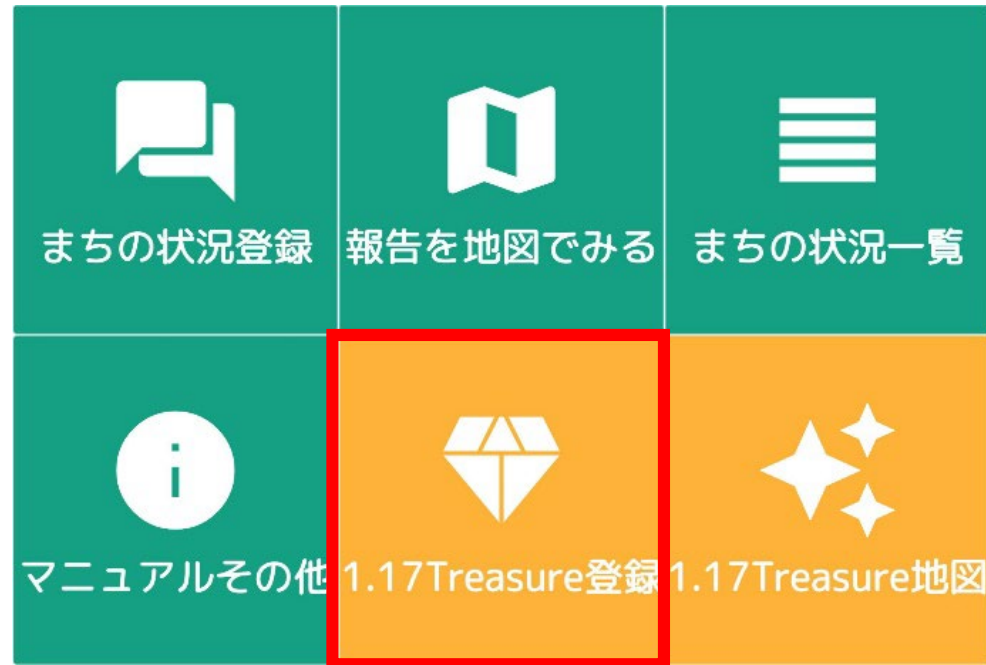 まちの状況登録
報告を地図でみる
まちの状況一覧
マニュアルその他
1.17Treasure登録
1.17Treasure地図